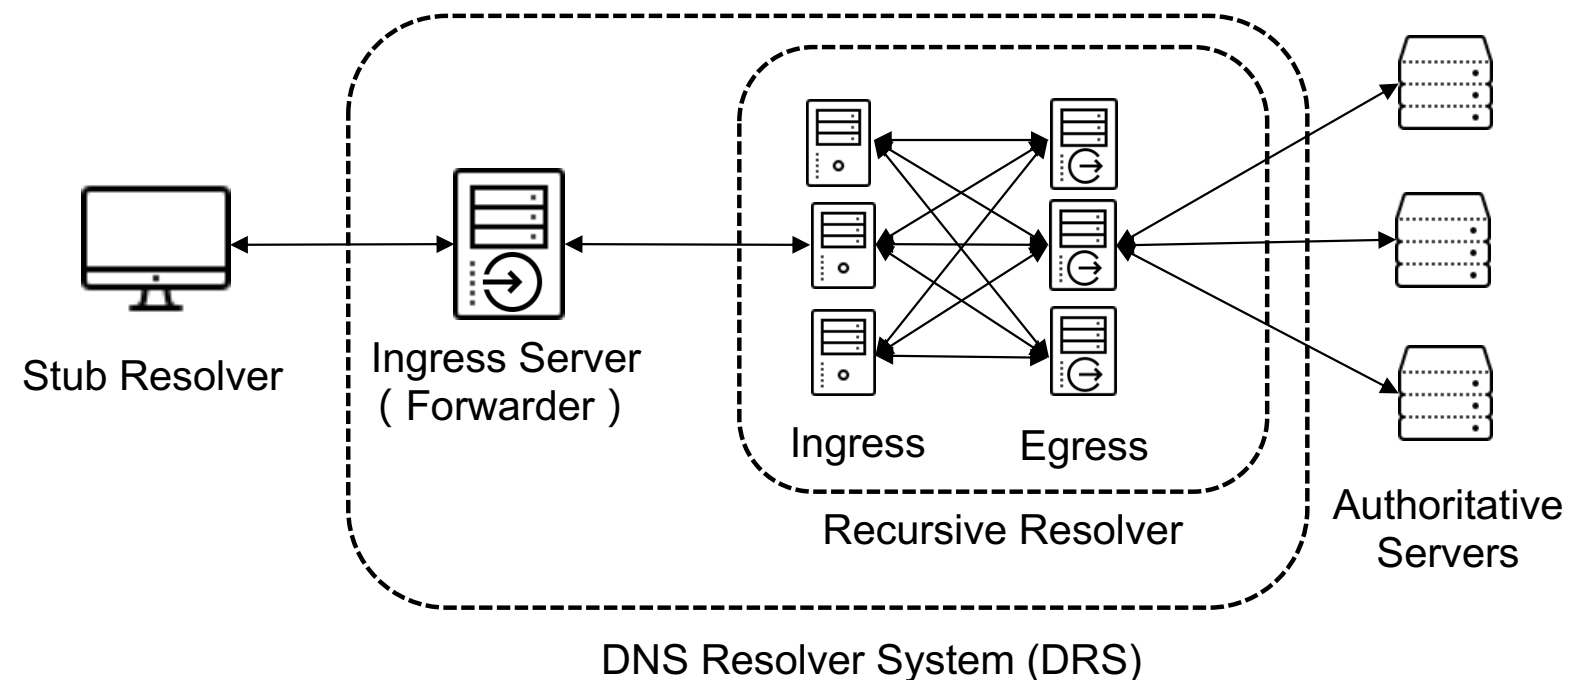 Stub Resolver
Ingress Server
( Forwarder )
Ingress
Egress
Recursive Resolver
Authoritative
Servers
DNS Resolver System (DRS)